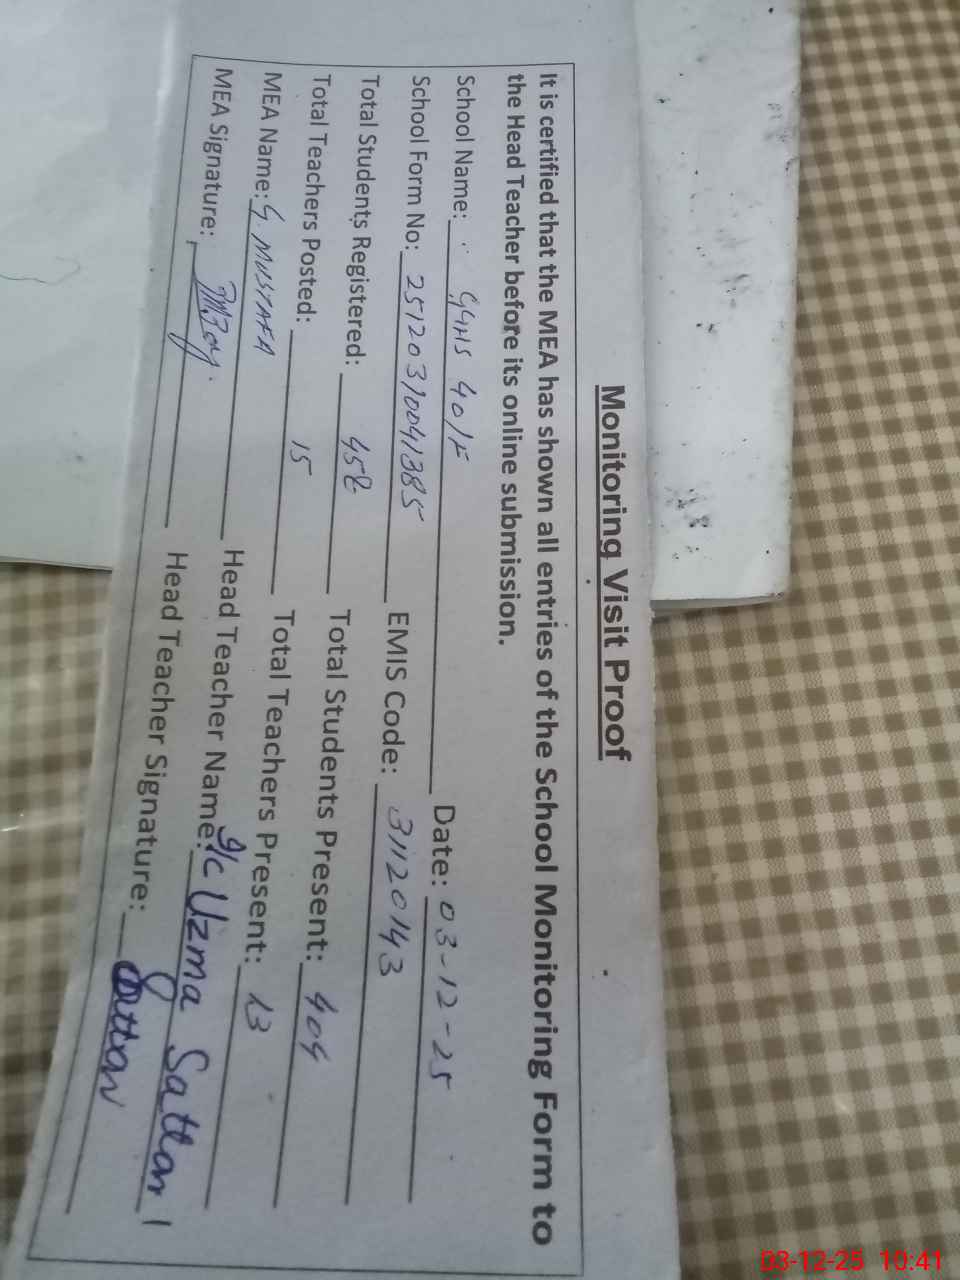 Monitoring Visit Proof
It is certified that the MEA has shown all entries of the School Monitoring Form to
the Head Teacher before its online submission.
School Name: GGHS 40/F Date: 03-12-25
School Form No: 25120310041385 EMIS Code: 31120143
Total Students Registered: 458 Total Students Present: 404
Total Teachers Posted: 15 Total Teachers Present: 13
MEA Name: G. MUSTAFA Head Teacher Name: I/c Uzma Sattar
MEA Signature: Head Teacher Signature:
03-12-25 10:41